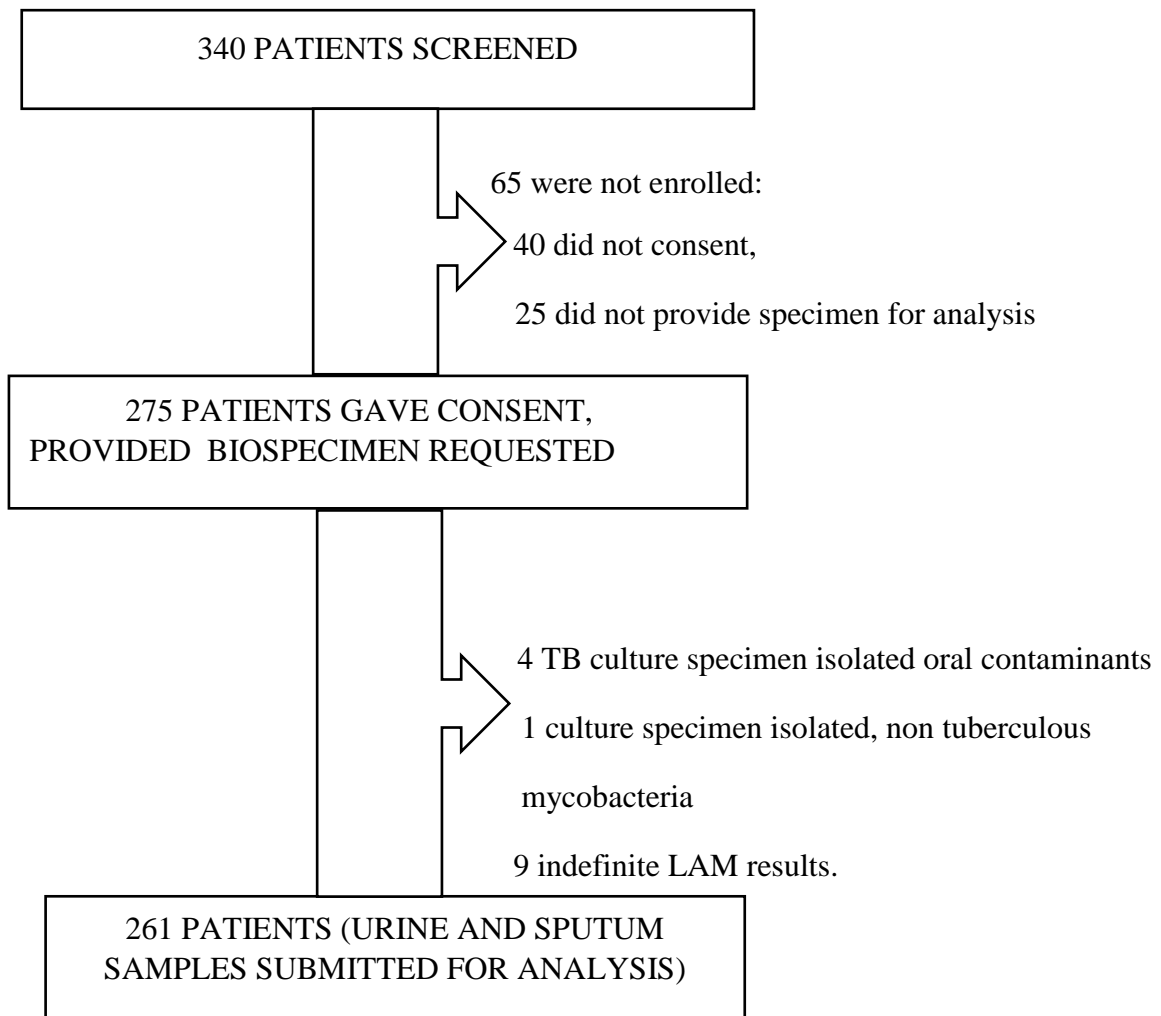 340 PATIENTS SCREENED
65 were not enrolled:
40 did not consent,
25 did not provide specimen for analysis
275 PATIENTS GAVE CONSENT,
PROVIDED BIOSPECIMEN REQUESTED
4 TB culture specimen isolated oral contaminants
1 culture specimen isolated, non tuberculous
mycobacteria
9 indefinite LAM results.
261 PATIENTS (URINE AND SPUTUM
SAMPLES SUBMITTED FOR ANALYSIS)